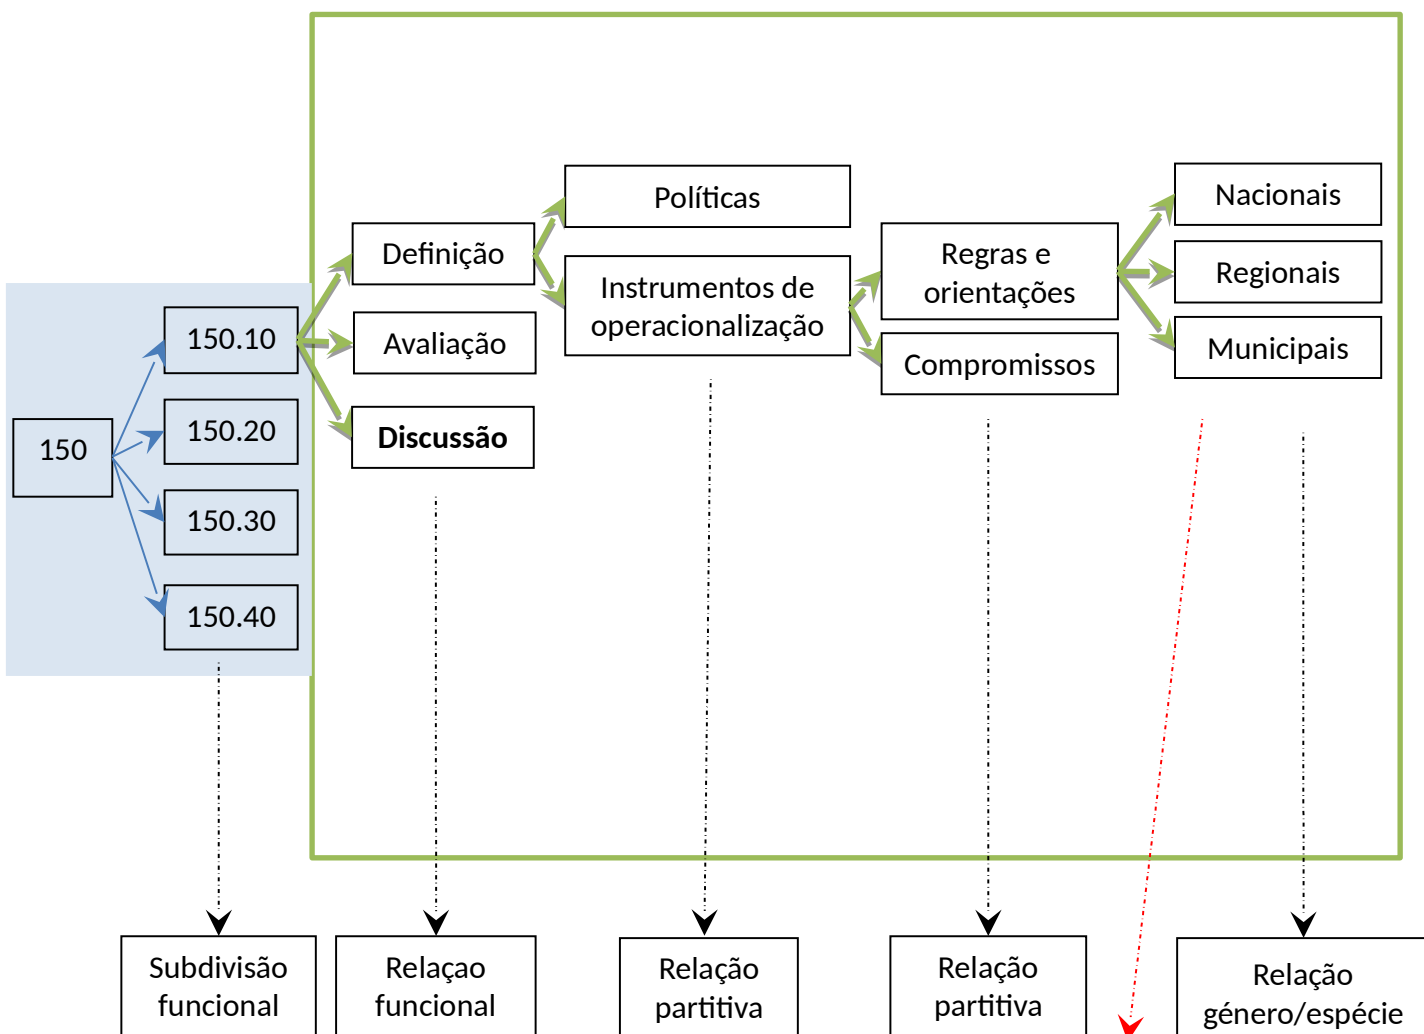 150
150.10
150.20
150.30
150.40
Definição
Avaliação
Discussão
Políticas
Instrumentos de
operacionalização
Regras e
orientações
Compromissos
Nacionais
Regionais
Municipais
Subdivisão
funcional
Relaçao
funcional
Relação
partitiva
Relação
partitiva
Relação
género/espécie